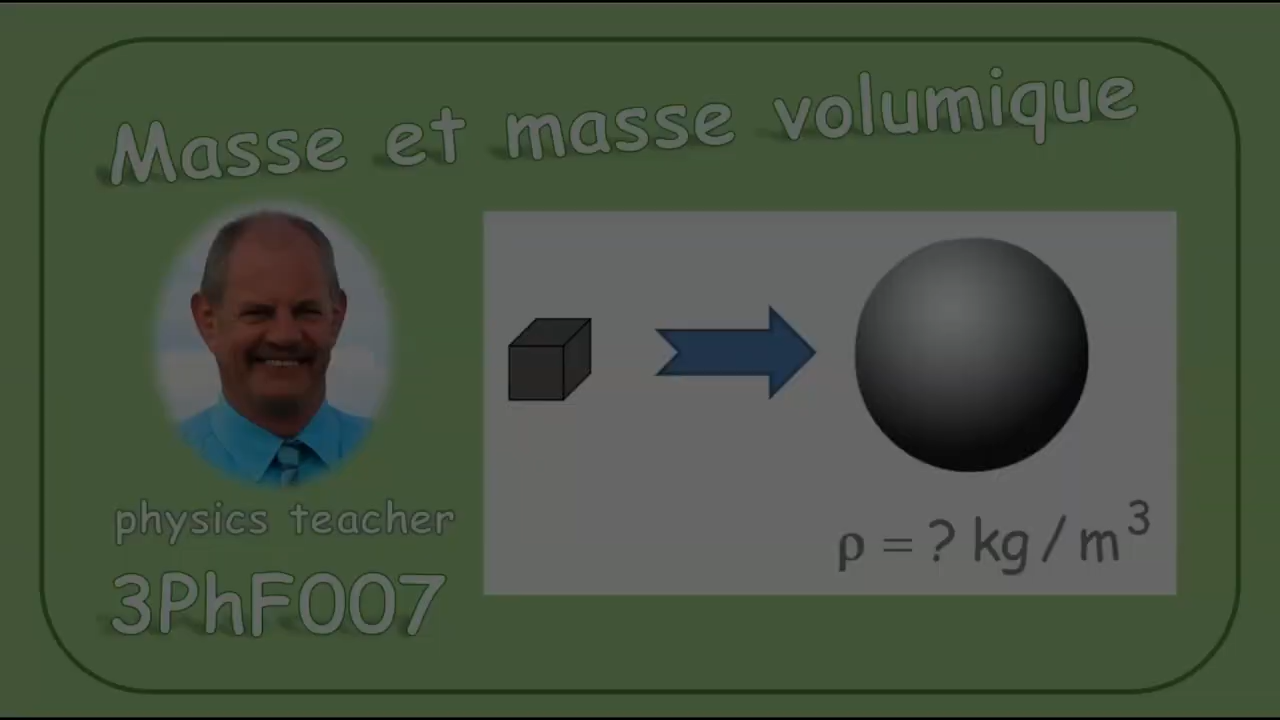 Masse et masse volumique
physics teacher
3PhF007
ρ = ? kg / m³